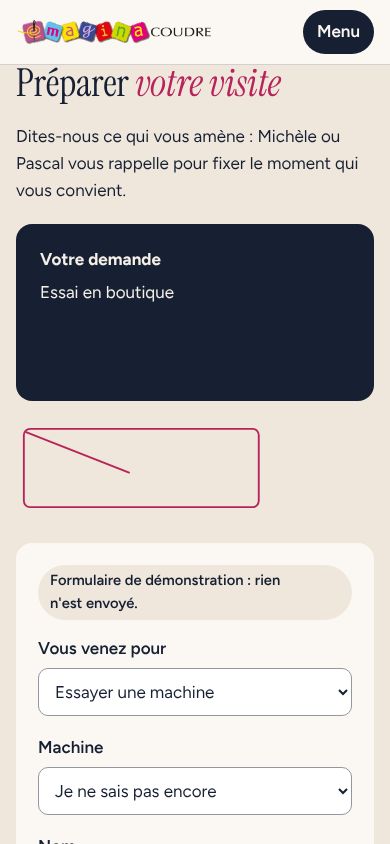 emagina COUDRE
Menu
Préparer votre visite
Dites-nous ce qui vous amène : Michèle ou
Pascal vous rappelle pour fixer le moment qui
vous convient.
Votre demande
Essai en boutique
Formulaire de démonstration : rien
n'est envoyé.
Vous venez pour
Essayer une machine
Machine
Je ne sais pas encore